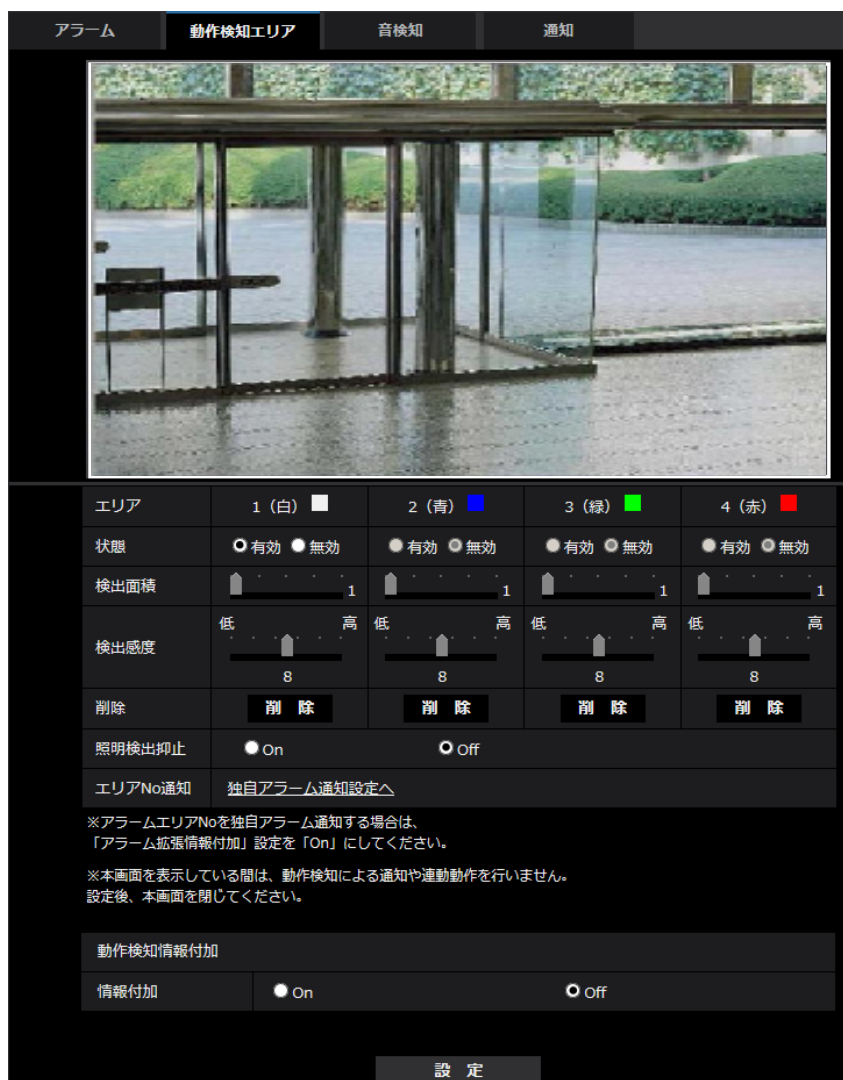 アラーム 動作検知エリア 音検知 通知
エリア 1（白） 2（青） 3（緑） 4（赤）
状態 有効 無効 有効 無効 有効 無効 有効 無効
検出面積 1 1 1 1
低 高 低 高 低 高 低 高
検出感度
8 8 8 8
削除 削 除 削 除 削 除 削 除
照明検出抑止 On Off
エリアNo通知 独自アラーム通知設定へ
※アラームエリアNoを独自アラーム通知する場合は、
「アラーム拡張情報付加」設定を「On」にしてください。
※本画面を表示している間は、動作検知による通知や連動動作を行いません。
設定後、本画面を閉じてください。
動作検知情報付加
情報付加 On Off
設 定